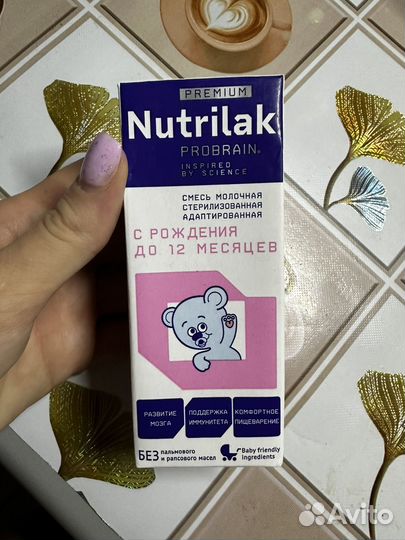 PREMIUM
Nutrilak
PROBRAIN®
INSPIRED
BY SCIENCE
СМЕСЬ МОЛОЧНАЯ
СТЕРИЛИЗОВАННАЯ
АДАПТИРОВАННАЯ
С РОЖДЕНИЯ
ДО 12 МЕСЯЦЕВ
РАЗВИТИЕ
МОЗГА
ПОДДЕРЖКА
ИММУНИТЕТА
КОМФОРТНОЕ
ПИЩЕВАРЕНИЕ
БЕЗ пальмового
и рапсового масел
Baby friendly
ingredients
Avito